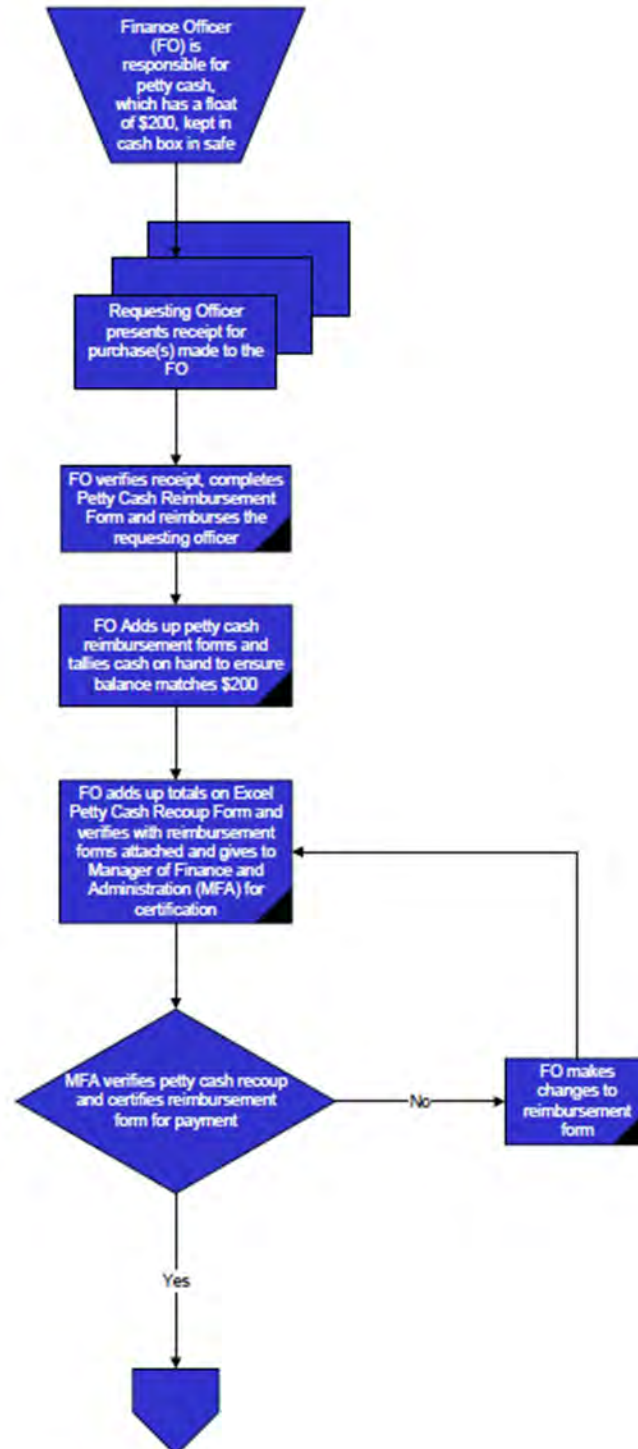 Finance Officer
(FO) is
responsible for
petty cash,
which has a float
of $200, kept in
cash box in safe
Requesting Officer
presents receipt for
purchase(s) made to the
FO
FO verifies receipt, completes
Petty Cash Reimbursement
Form and reimburses the
requesting officer
FO Adds up petty cash
reimbursement forms and
tallies cash on hand to ensure
balance matches $200
FO adds up totals on Excel
Petty Cash Recoup Form and
verifies with reimbursement
forms attached and gives to
Manager of Finance and
Administration (MFA) for
certification
MFA verifies petty cash recoup
and certifies reimbursement
form for payment
No
FO makes
changes to
reimbursement
form
Yes